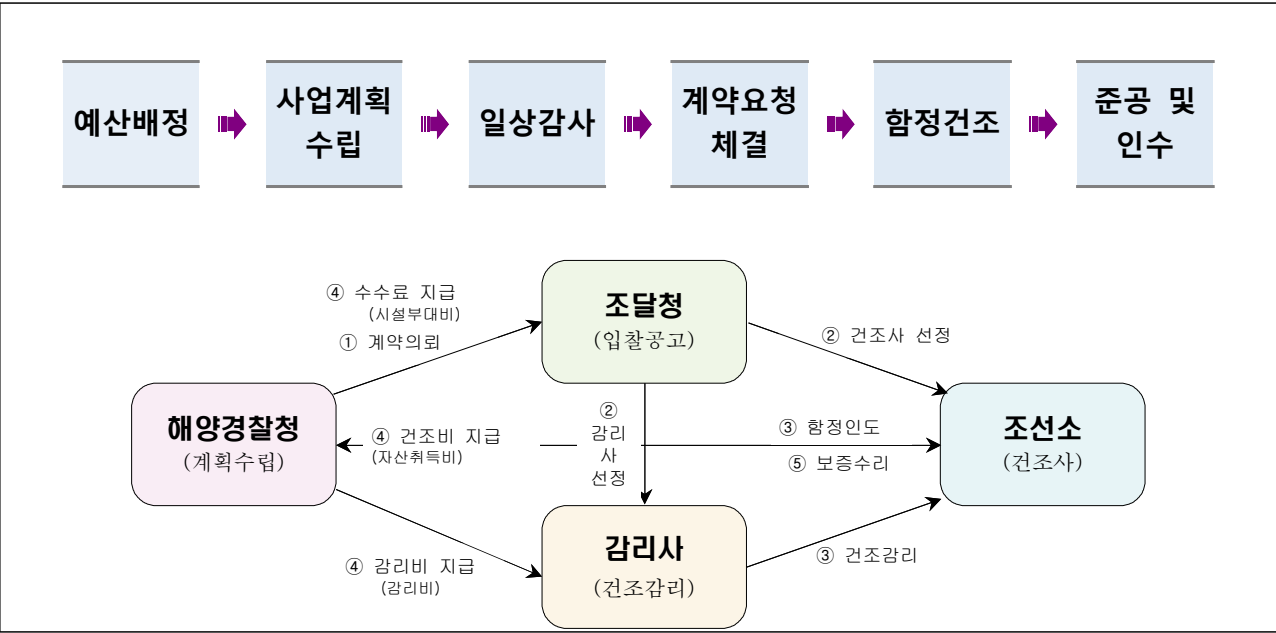 예산배정
사업계획
수립
일상감사
계약요청
체결
함정건조
준공 및
인수
④ 수수료 지급
(시설부대비)
① 계약의뢰
조달청
(입찰공고)
② 건조사 선정
해양경찰청
(계획수립)
④ 건조비 지급
(자산취득비)
②
감리
사
선정
③ 함정인도
⑤ 보증수리
조선소
(건조사)
④ 감리비 지급
(감리비)
감리사
(건조감리)
③ 건조감리